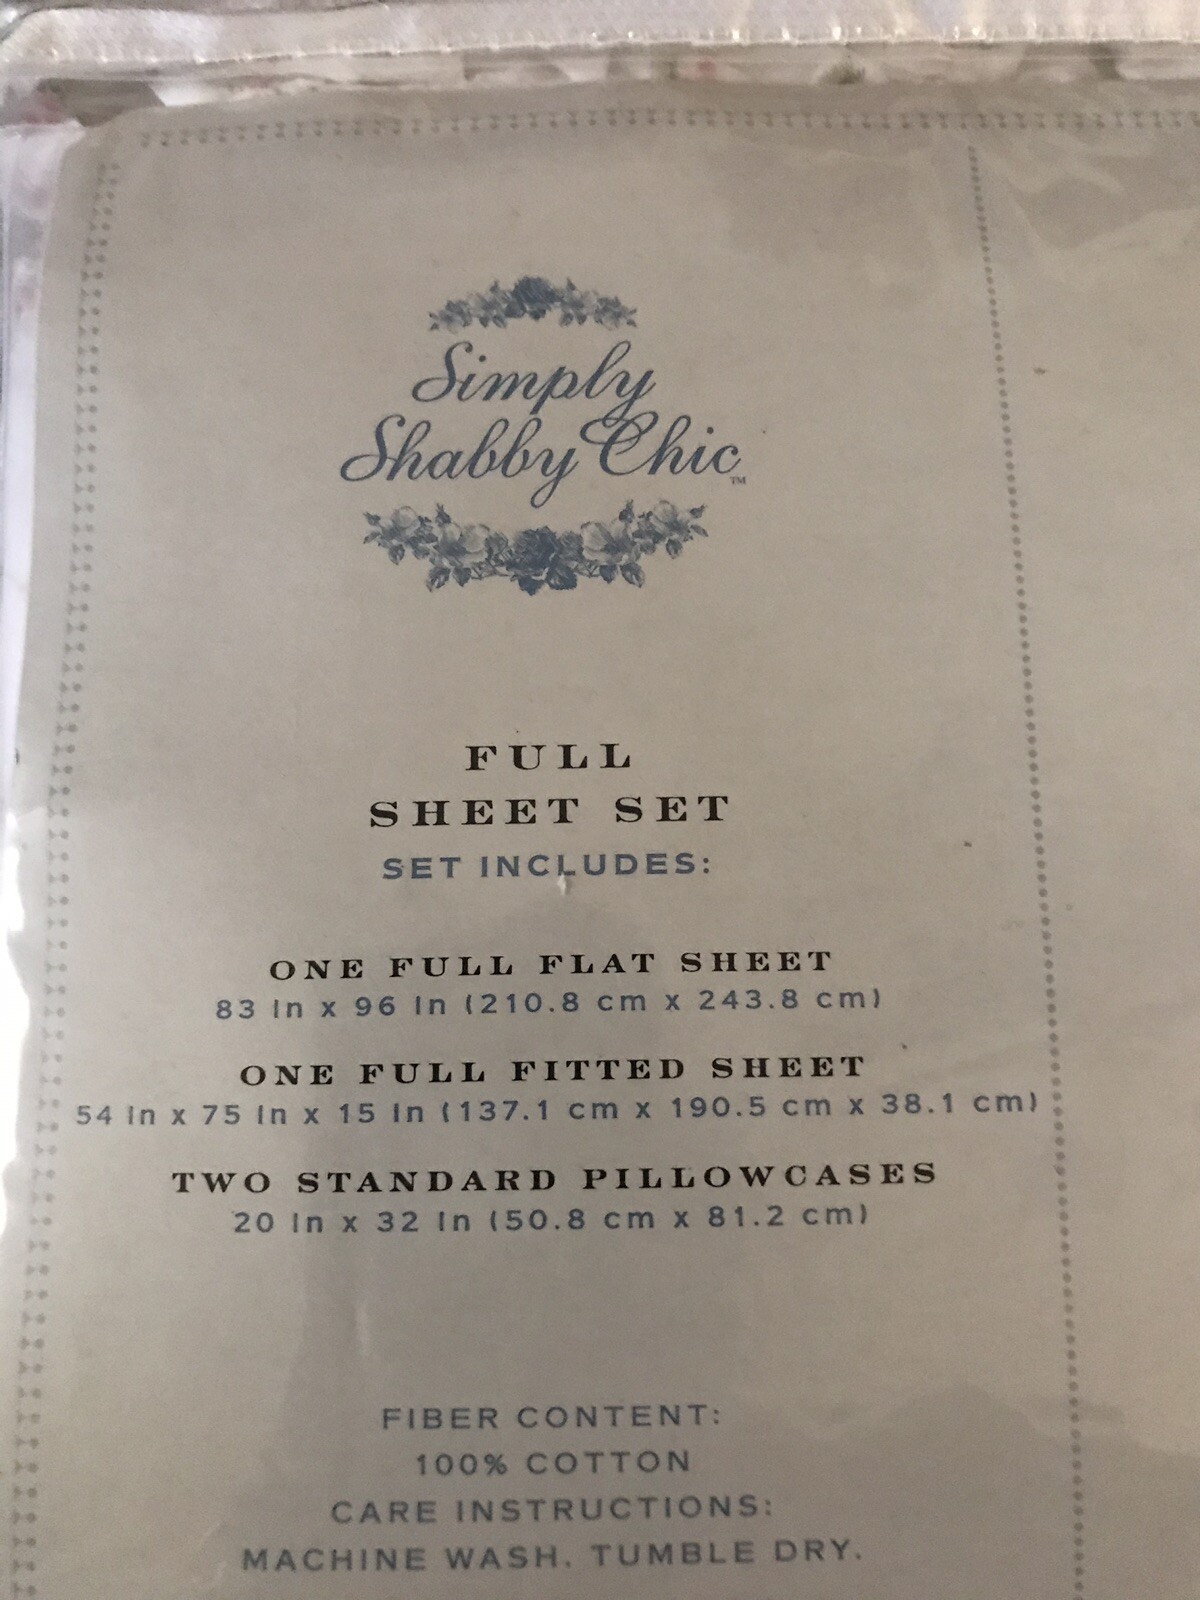 Simply
Shabby Chic™
FULL
SHEET SET
SET INCLUDES:
ONE FULL FLAT SHEET
83 in x 96 in (210.8 cm x 243.8 cm)
ONE FULL FITTED SHEET
54 in x 75 in x 15 in (137.1 cm x 190.5 cm x 38.1 cm)
TWO STANDARD PILLOWCASES
20 in x 32 in (50.8 cm x 81.2 cm)
FIBER CONTENT:
100% COTTON
CARE INSTRUCTIONS:
MACHINE WASH. TUMBLE DRY.